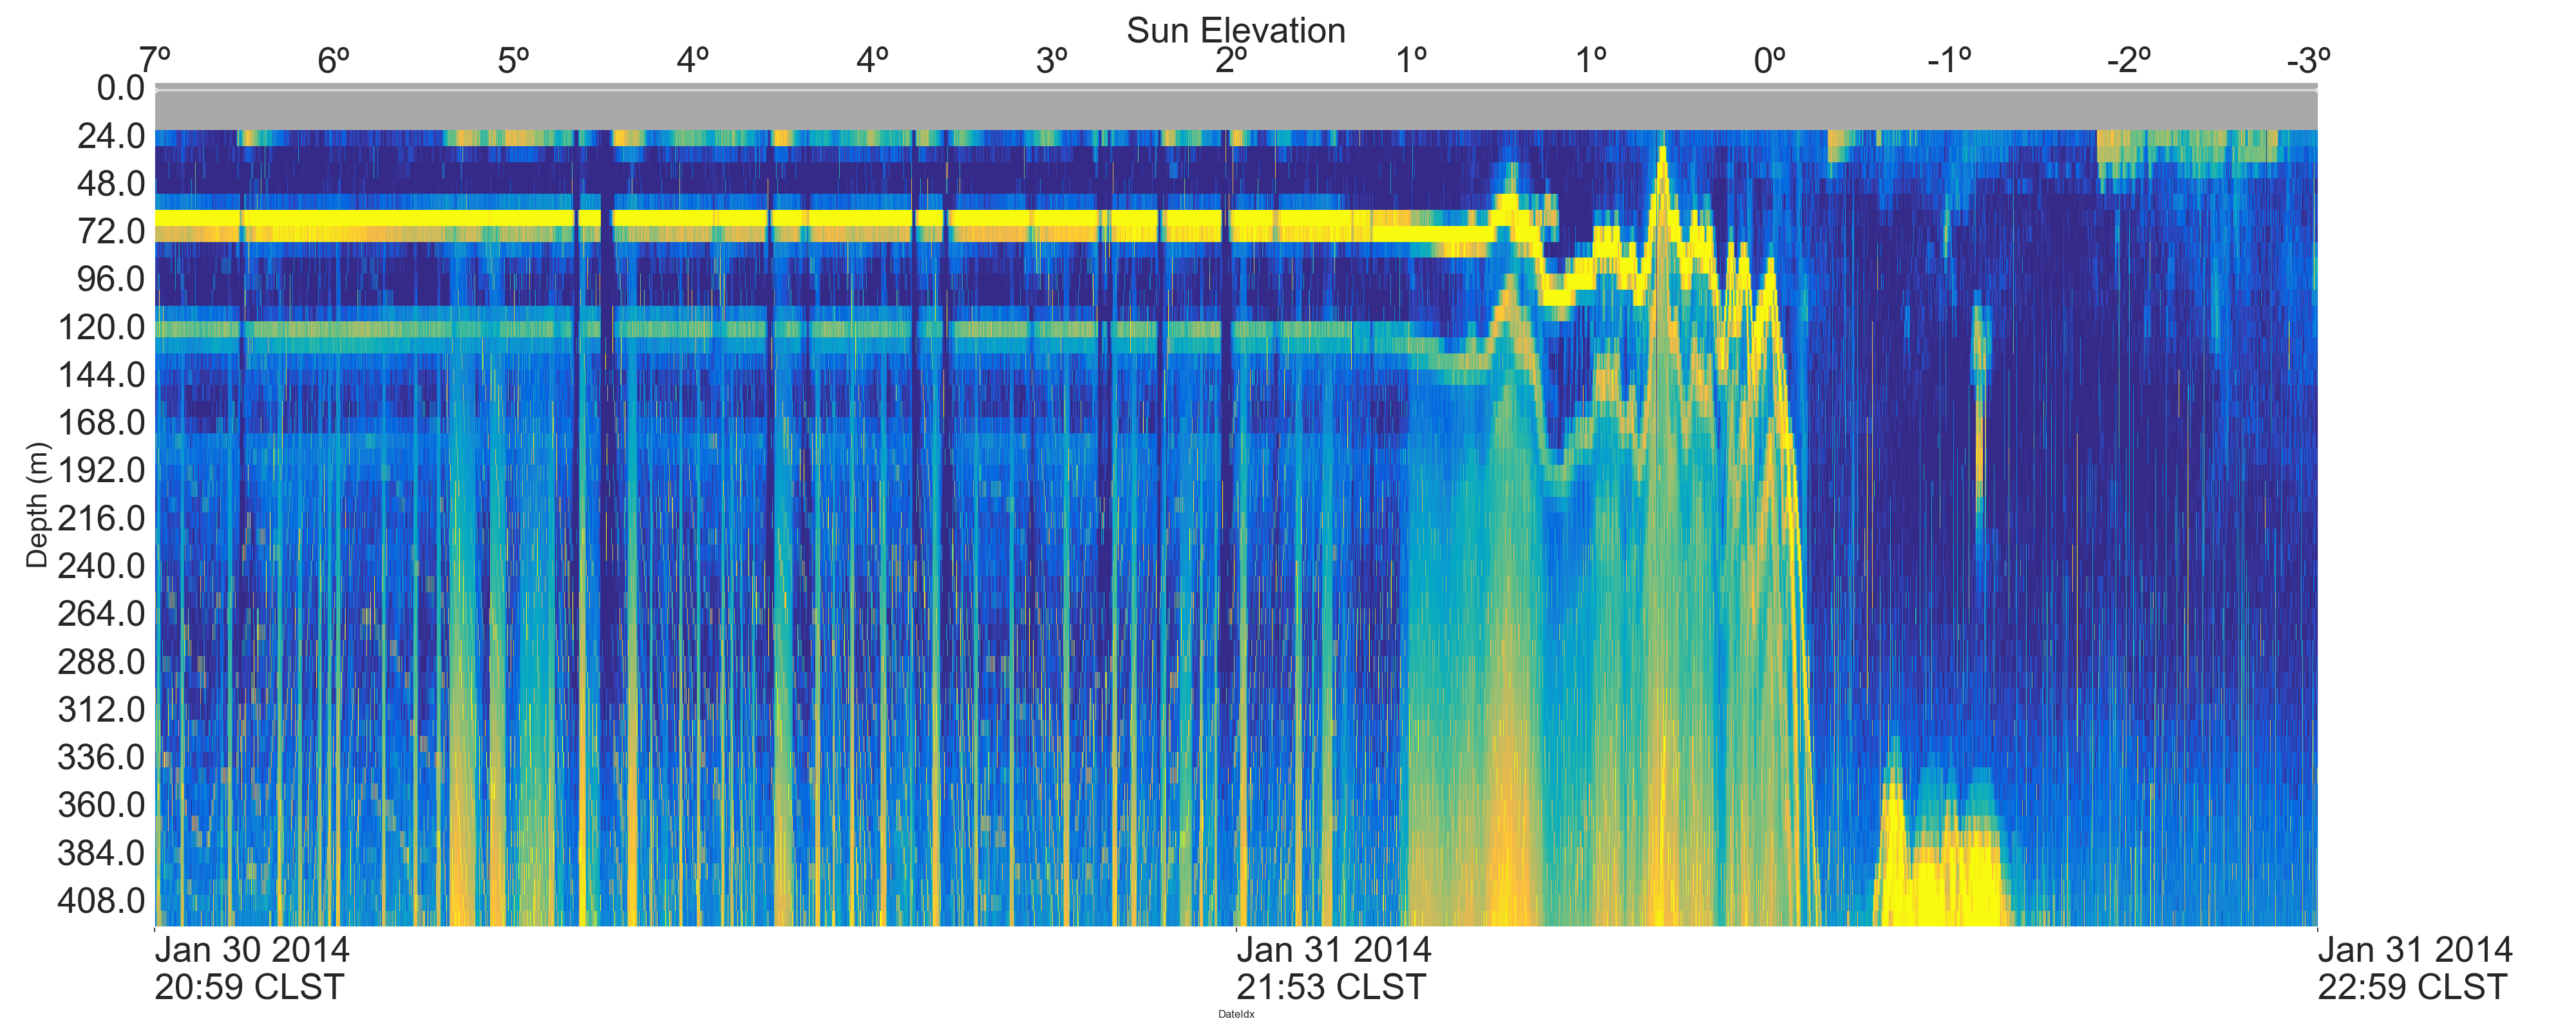 Sun Elevation
7º 6º 5º 4º 4º 3º 2º 1º 1º 0º -1º -2º -3º
0.0
24.0
48.0
72.0
96.0
120.0
144.0
168.0
192.0
216.0
240.0
264.0
288.0
312.0
336.0
360.0
384.0
408.0
Depth (m)
Jan 30 2014
20:59 CLST
Jan 31 2014
21:53 CLST
Jan 31 2014
22:59 CLST
DateIdx